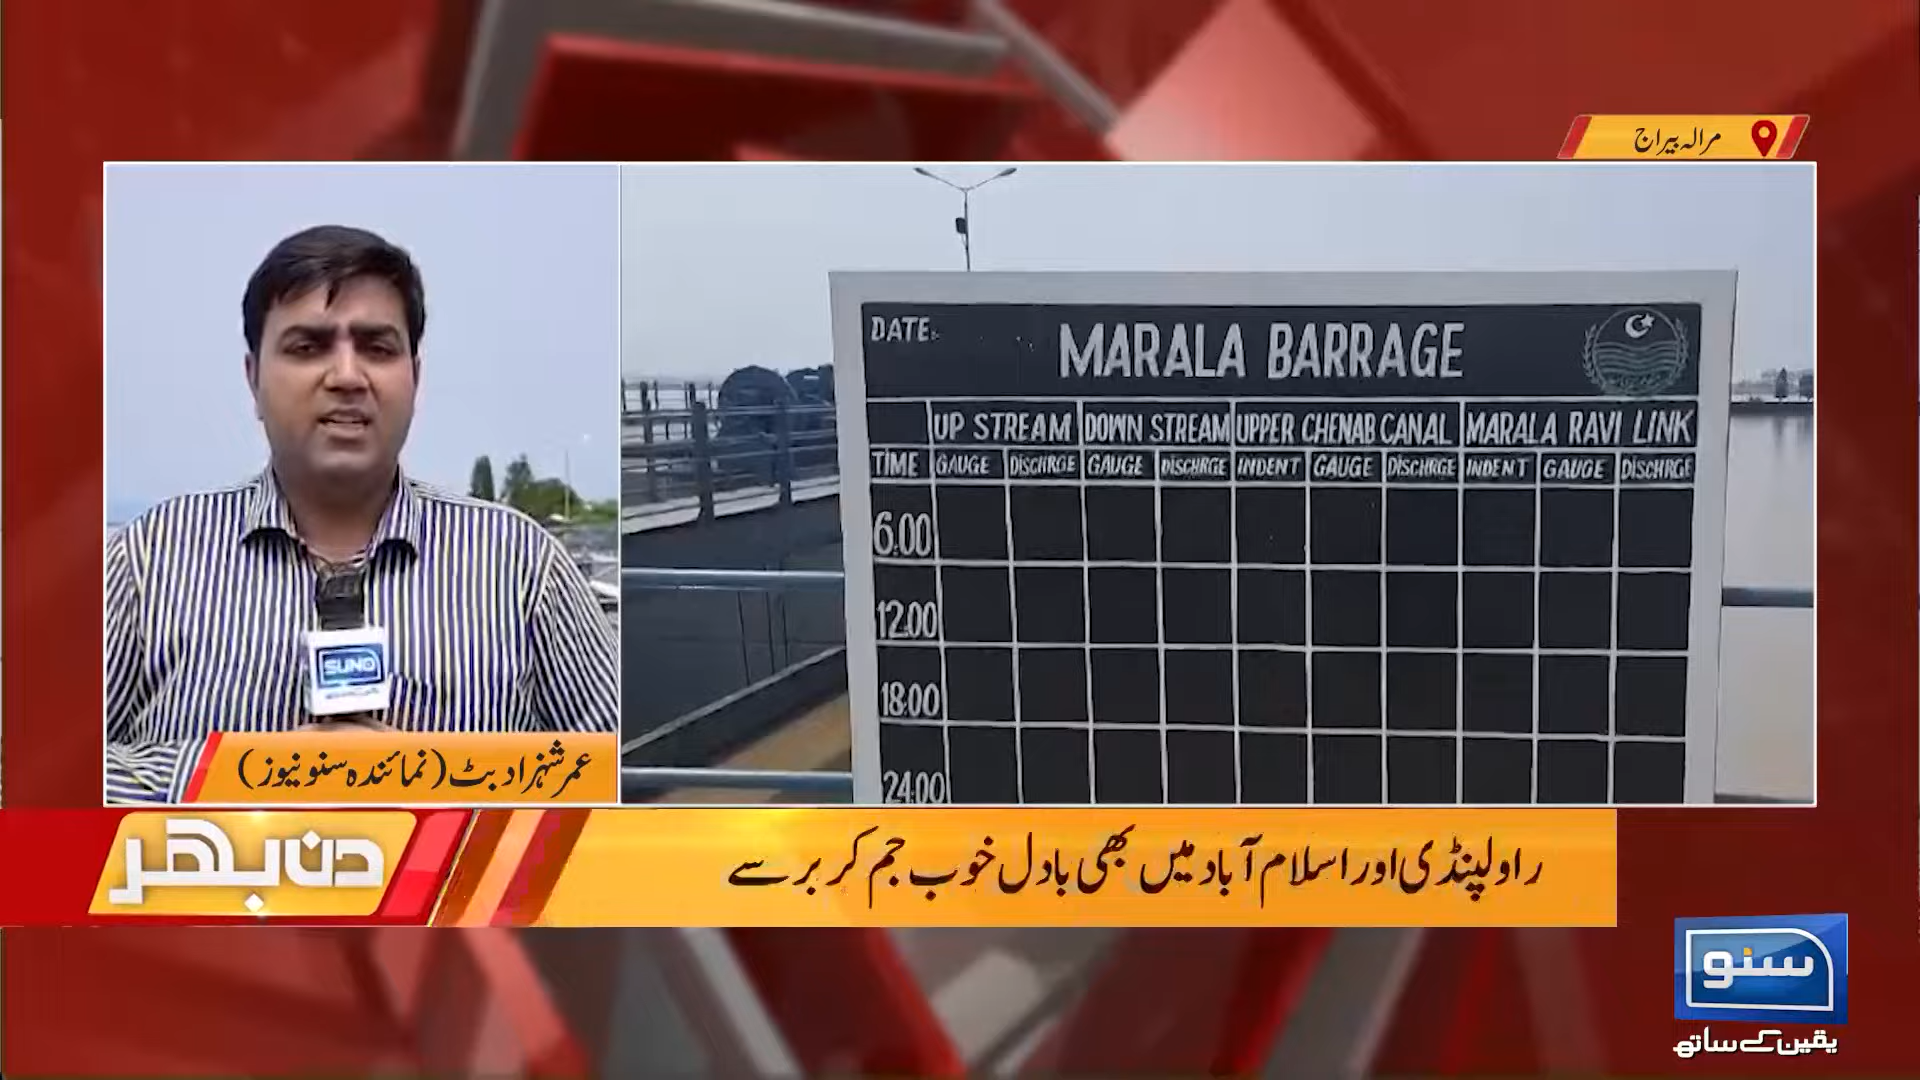 مرالہ بیراج
DATE:
MARALA BARRAGE
UP STREAM DOWN STREAM UPPER CHENAB CANAL MARALA RAVI LINK
TIME GAUGE DISCHRGE GAUGE DISCHRGE INDENT GAUGE DISCHRGE INDENT GAUGE DISCHRGE
6:00
12:00
18:00
24:00
SUNO
عمر شہزاد بٹ (نمائندہ سنو نیوز)
دن بھر
راولپنڈی اور اسلام آباد میں بھی بادل خوب جم کر برسے
سنو
یقین کے ساتھ